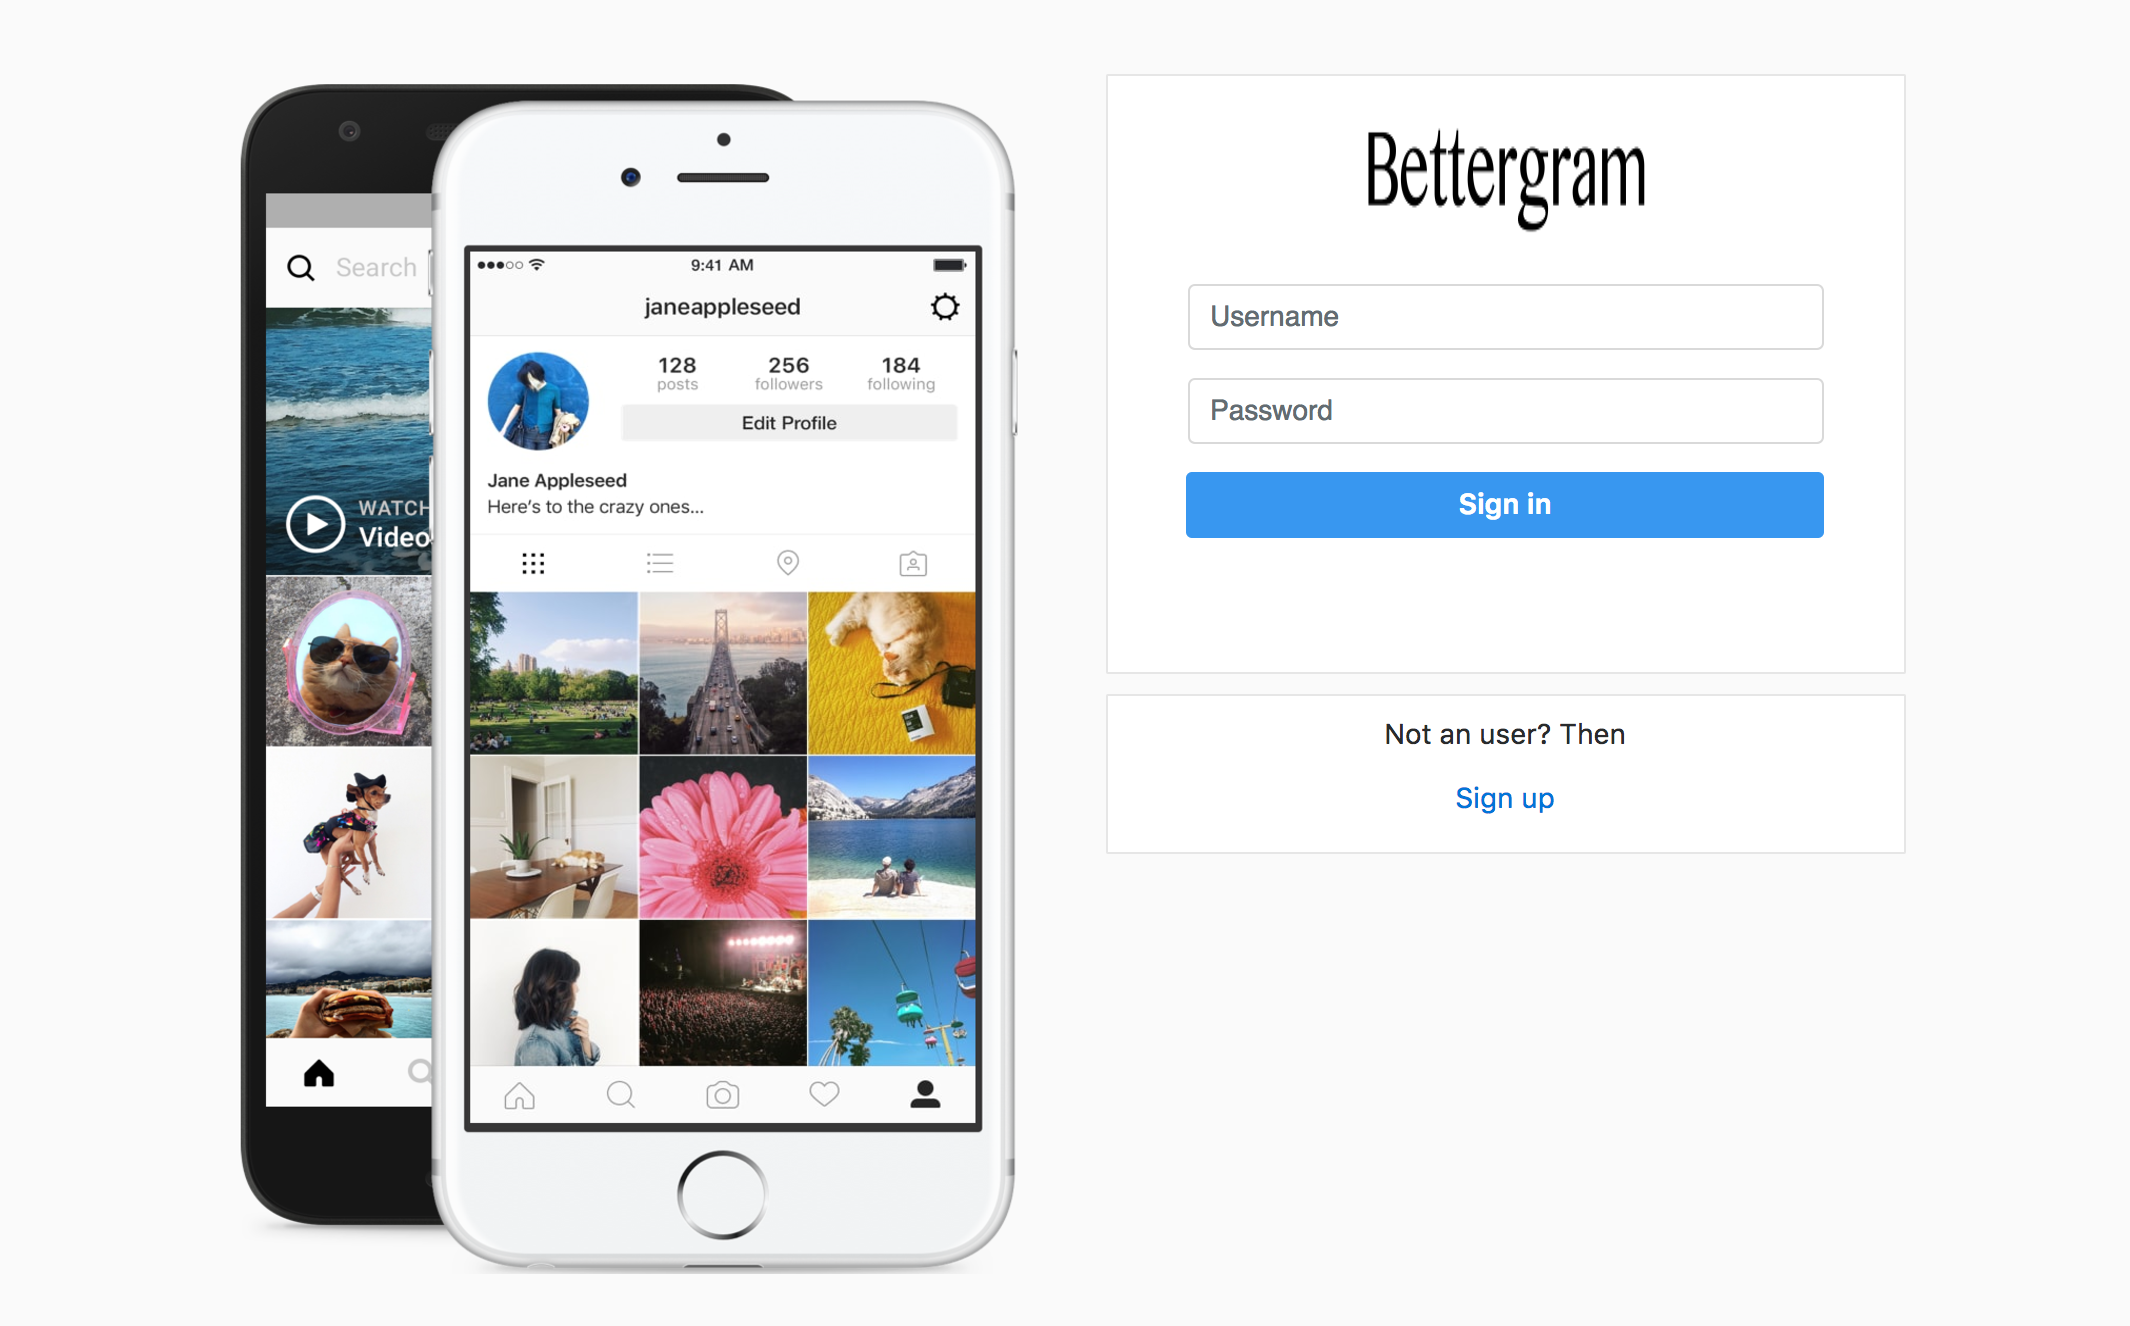 Search
WATCH
Video
9:41 AM
janeappleseed
128 256 184
posts followers following
Edit Profile
Jane Appleseed
Here's to the crazy ones...
Bettergram
Username
Password
Sign in
Not an user? Then
Sign up